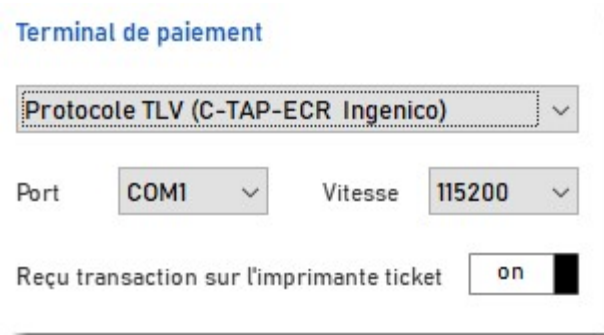 Terminal de paiement
Protocole TLV (C-TAP-ECR Ingenico)
Port COM1 Vitesse 115200
Reçu transaction sur l'imprimante ticket on